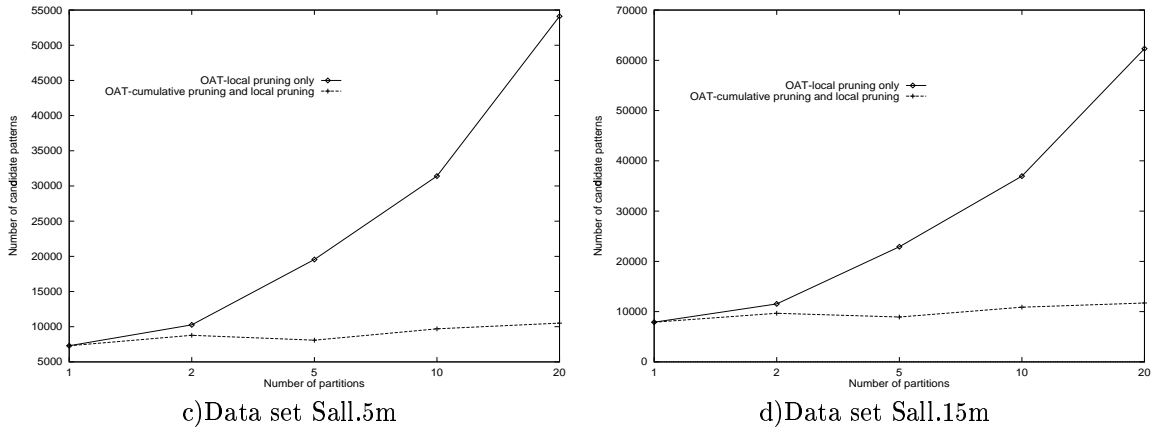 55000
50000
45000
40000
35000
30000
25000
20000
15000
10000
5000
Number of candidate patterns
OAT-local pruning only
OAT-cumulative pruning and local pruning
1 2 5 10 20
Number of partitions
c)Data set Sall.5m
70000
60000
50000
40000
30000
20000
10000
0
Number of candidate patterns
OAT-local pruning only
OAT-cumulative pruning and local pruning
1 2 5 10 20
Number of partitions
d)Data set Sall.15m